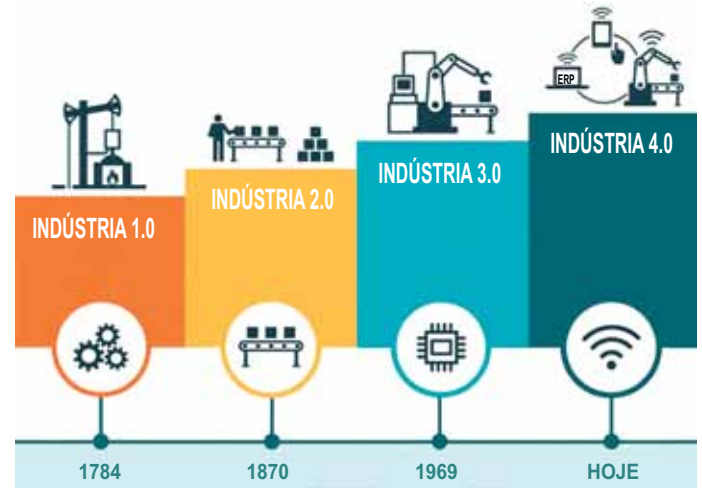 ERP
INDÚSTRIA 4.0
INDÚSTRIA 3.0
INDÚSTRIA 2.0
INDÚSTRIA 1.0
1784
1870
1969
HOJE